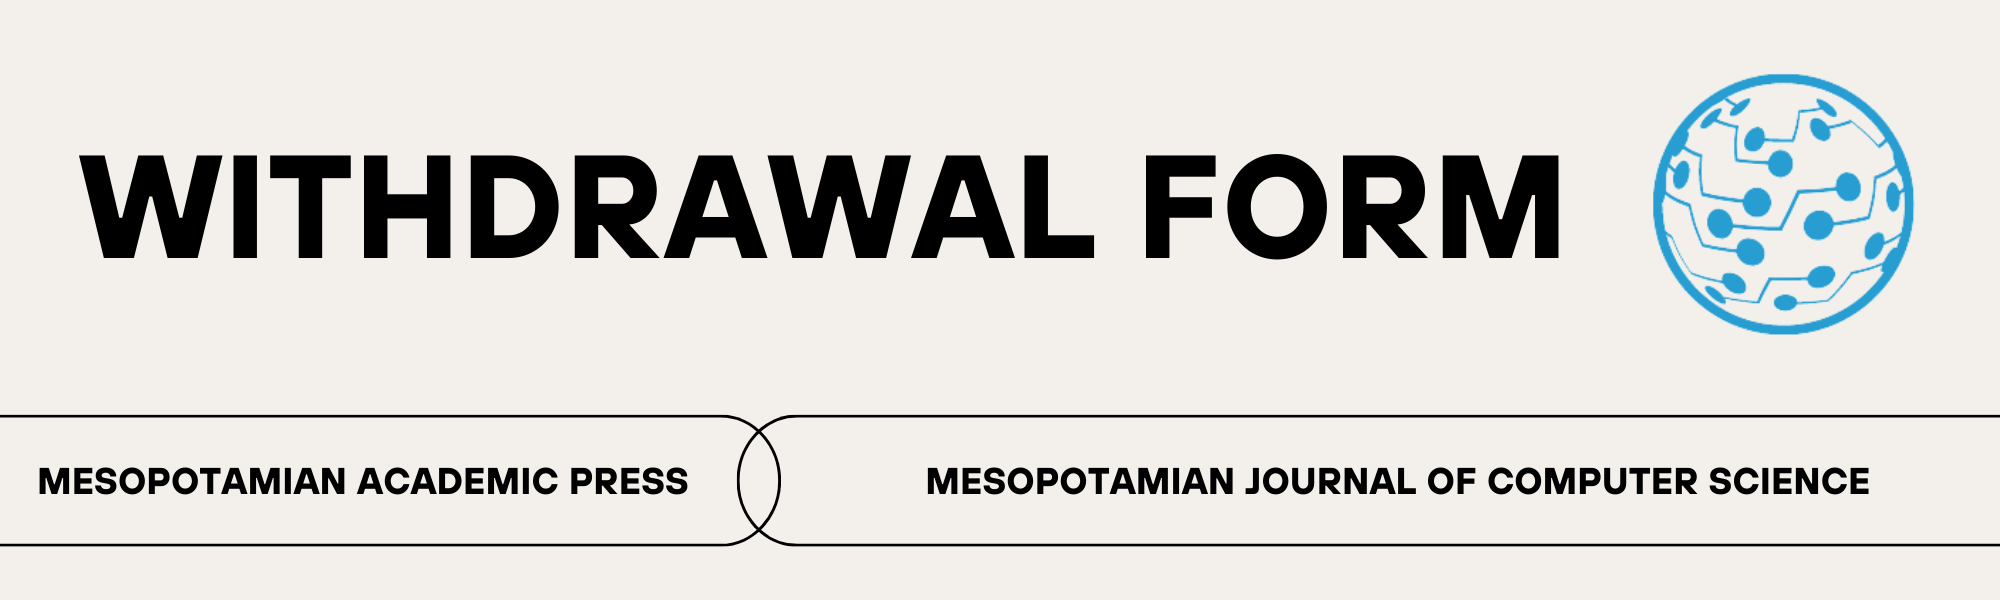 WITHDRAWAL FORM
MESOPOTAMIAN ACADEMIC PRESS
MESOPOTAMIAN JOURNAL OF COMPUTER SCIENCE